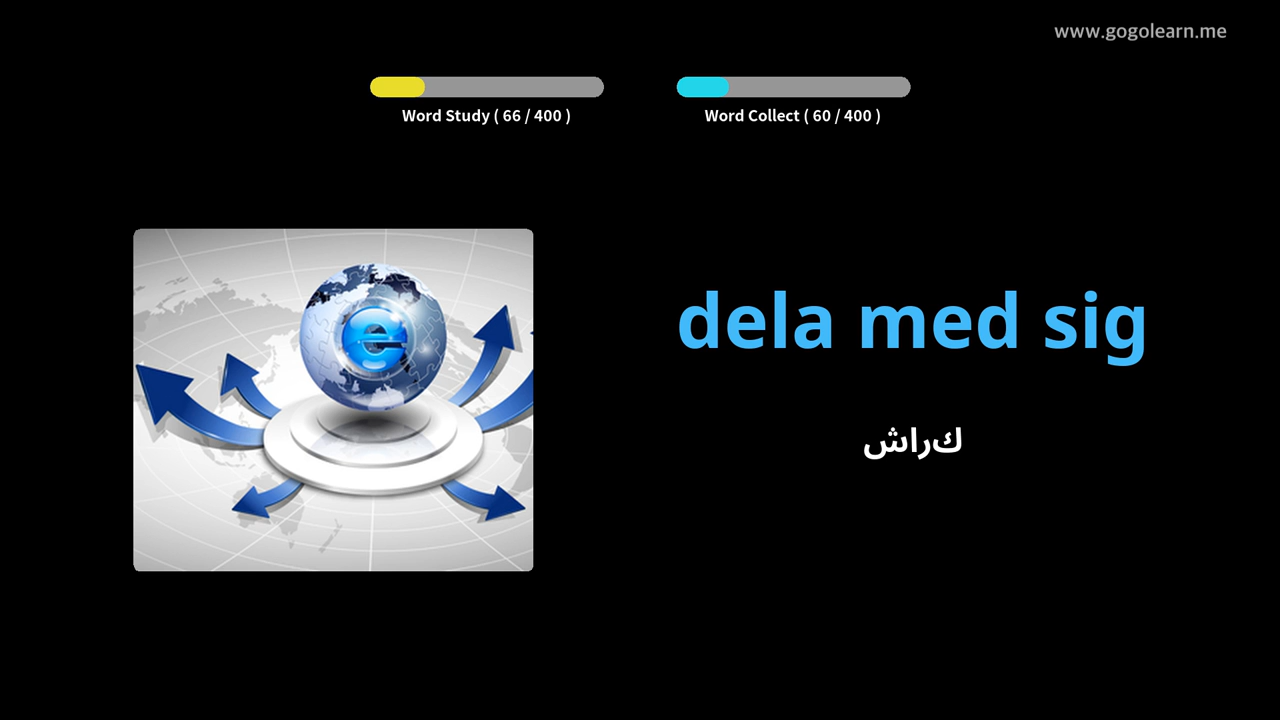 www.gogolearn.me
Word Study ( 66 / 400 )
Word Collect ( 60 / 400 )
e
dela med sig
كراش